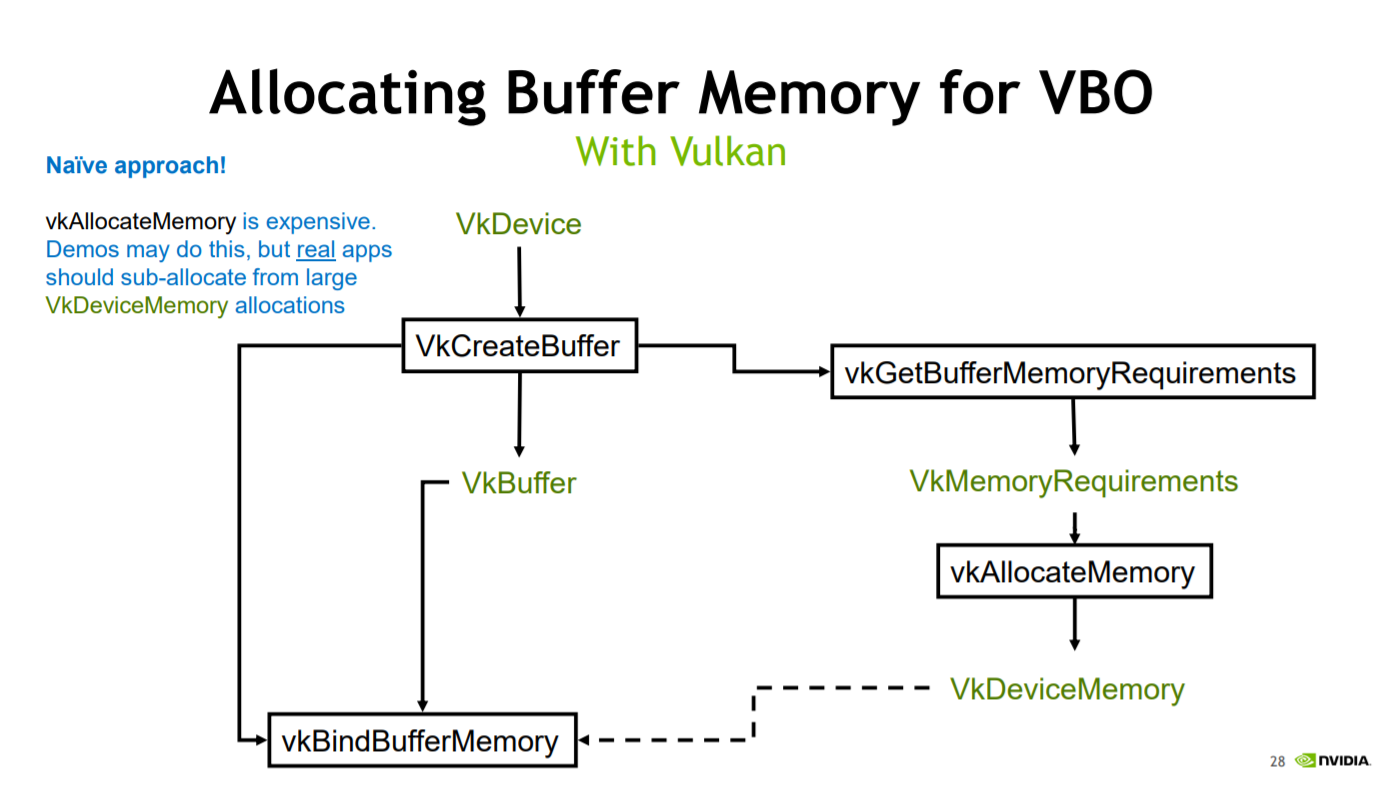 Allocating Buffer Memory for VBO
With Vulkan
Naïve approach!
vkAllocateMemory is expensive.
Demos may do this, but real apps
should sub-allocate from large
VkDeviceMemory allocations
VkDevice
VkCreateBuffer
vkGetBufferMemoryRequirements
VkBuffer
VkMemoryRequirements
vkAllocateMemory
VkDeviceMemory
vkBindBufferMemory
28 NVIDIA.